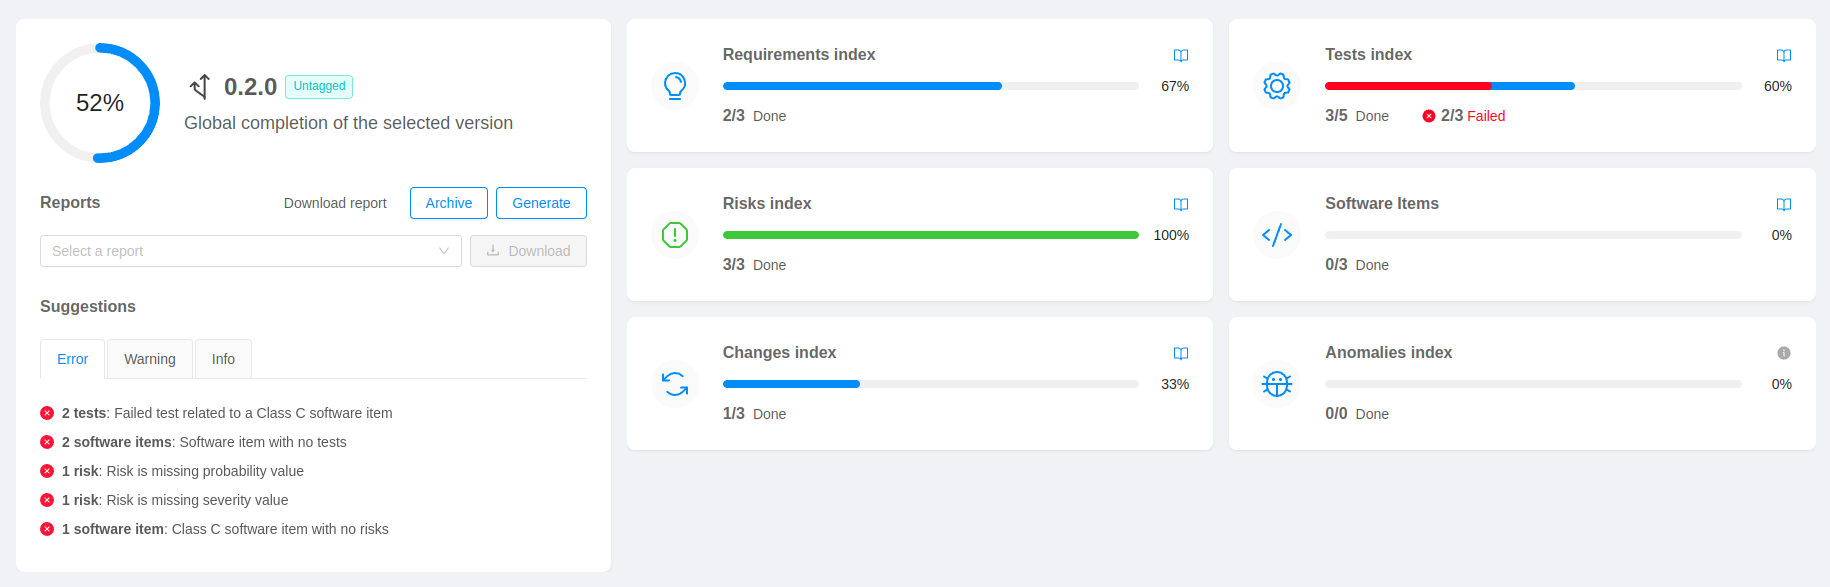 52%
0.2.0 Untagged
Global completion of the selected version
Reports Download report Archive Generate
Select a report Download
Suggestions
Error Warning Info
2 tests: Failed test related to a Class C software item
2 software items: Software item with no tests
1 risk: Risk is missing probability value
1 risk: Risk is missing severity value
1 software item: Class C software item with no risks
Requirements index
67%
2/3 Done
Tests index
60%
3/5 Done 2/3 Failed
Risks index
100%
3/3 Done
Software Items
0%
0/3 Done
Changes index
33%
1/3 Done
Anomalies index
0%
0/0 Done